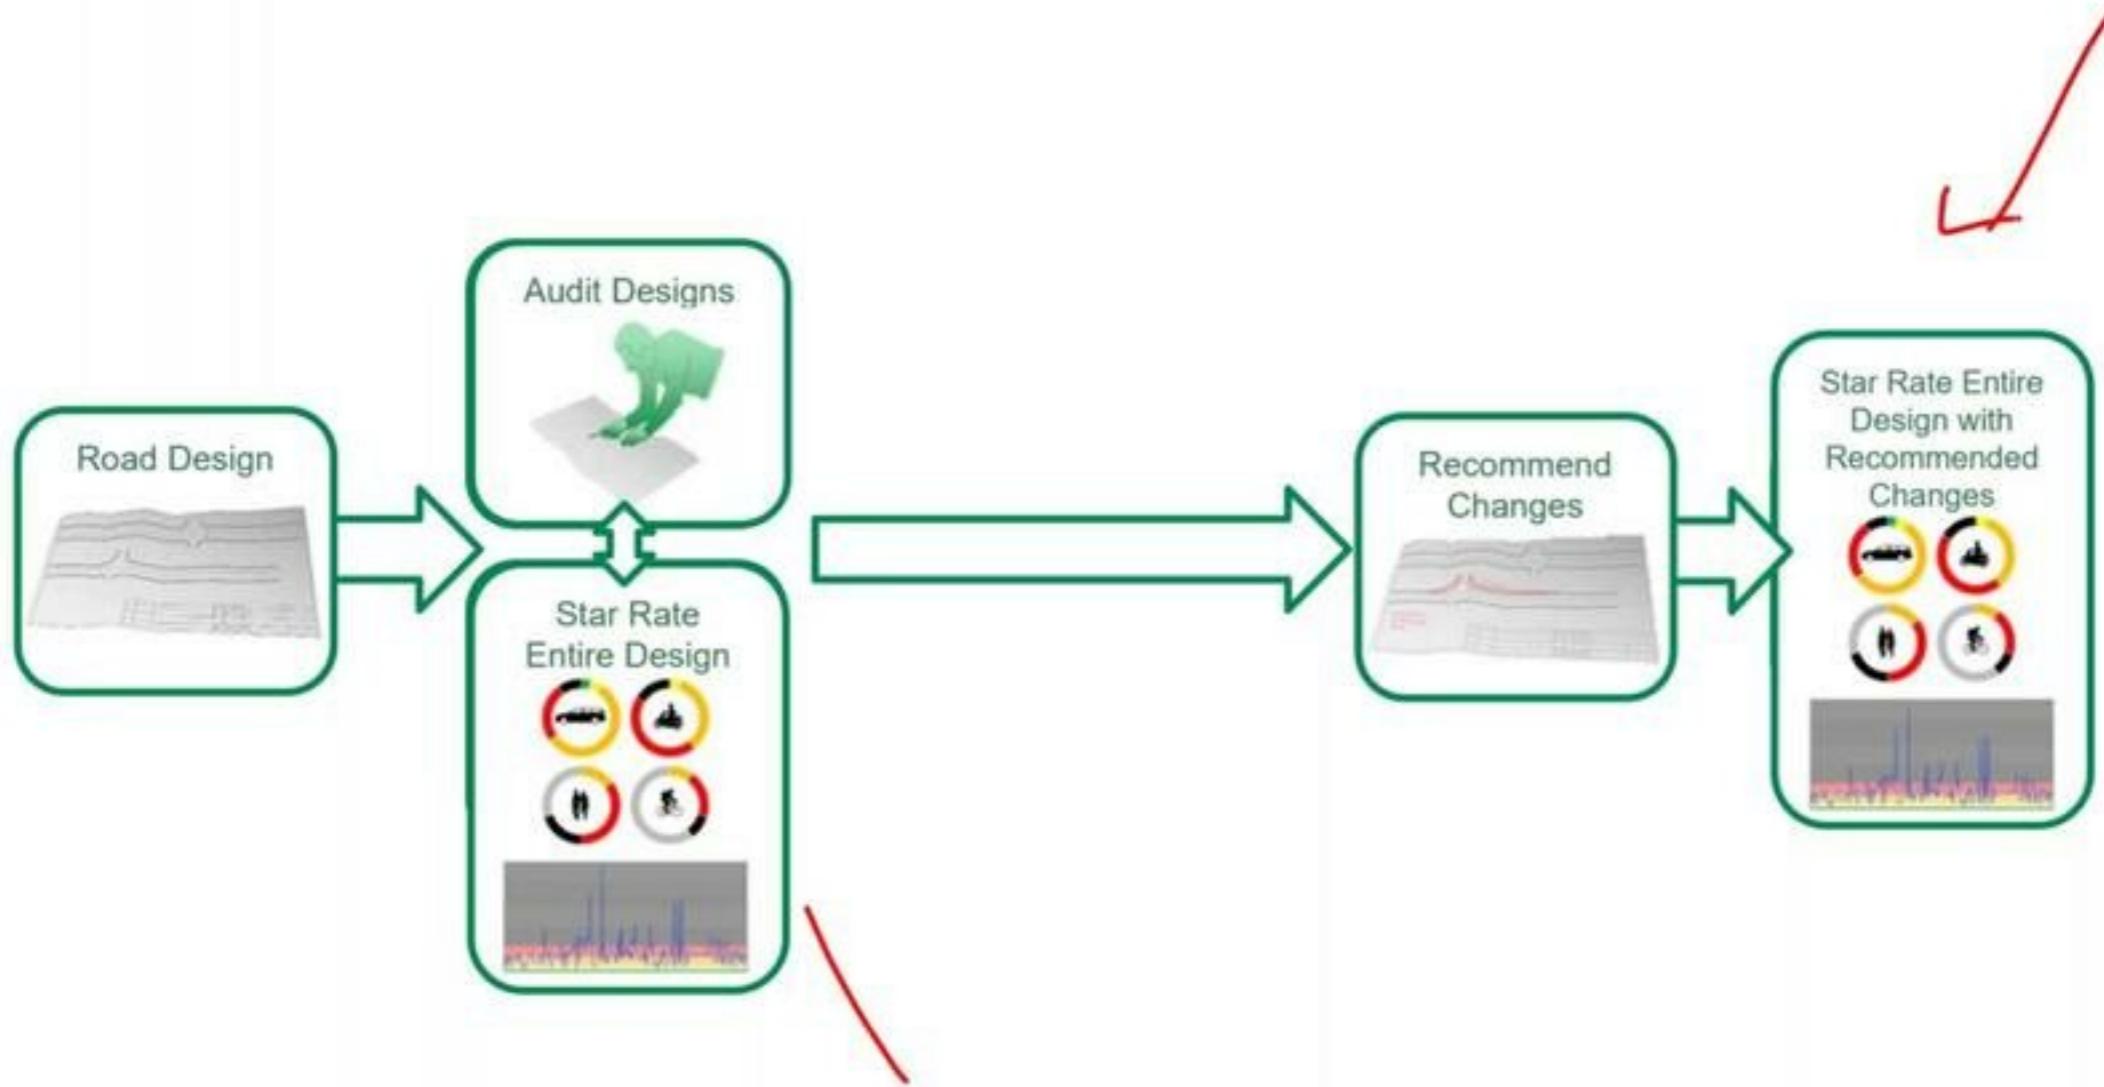 Road Design
Audit Designs
Star Rate
Entire Design
Recommend
Changes
Star Rate Entire
Design with
Recommended
Changes